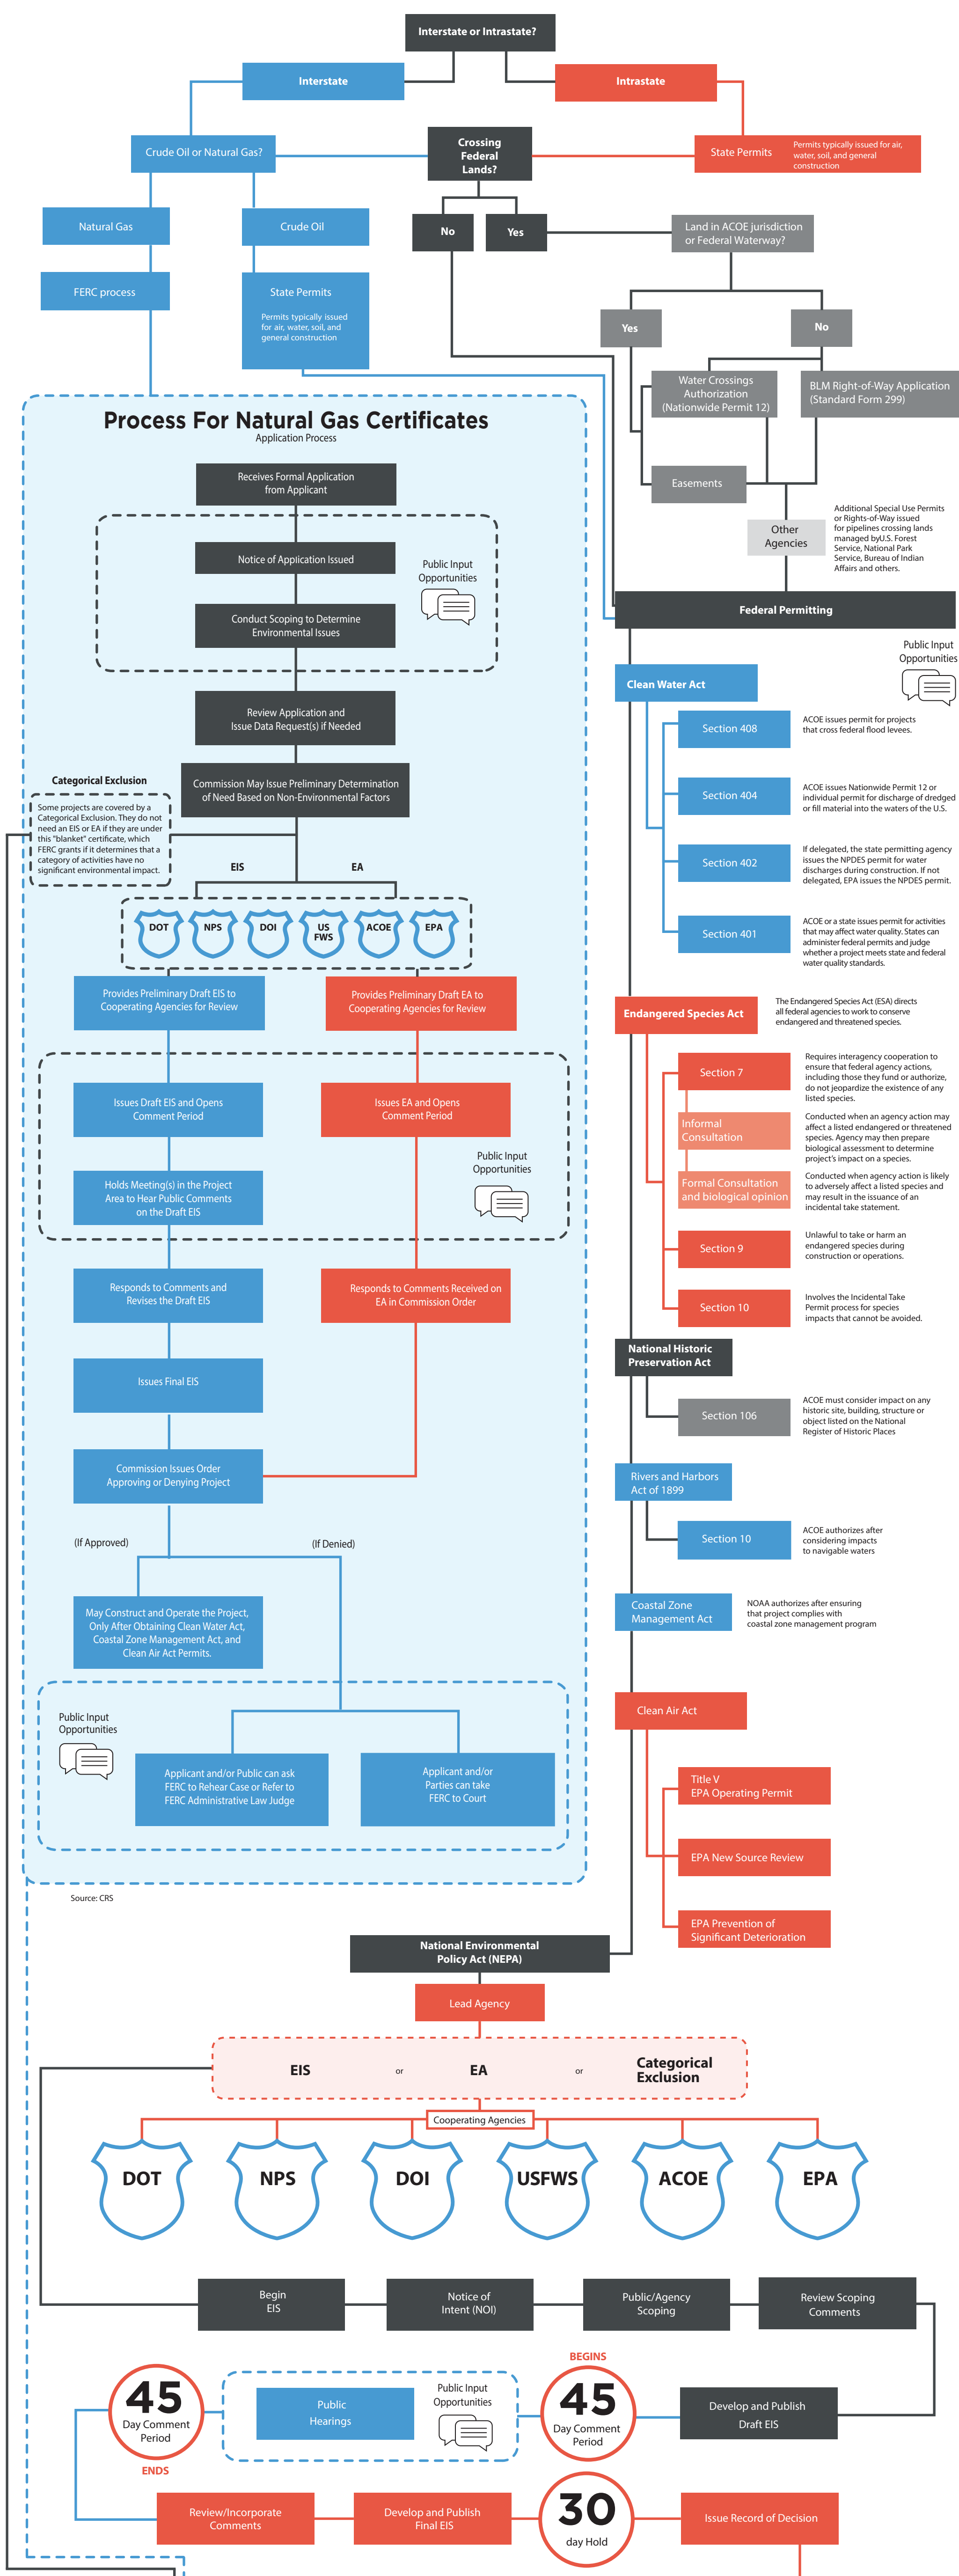 Interstate or Intrastate?
Interstate
Intrastate
Crude Oil or Natural Gas?
Crossing
Federal
Lands?
State Permits
Permits typically issued for air,
water, soil, and general
construction
Natural Gas
Crude Oil
No
Yes
Land in ACOE jurisdiction
or Federal Waterway?
FERC process
State Permits
Permits typically issued
for air, water, soil, and
general construction
Yes
No
Water Crossings
Authorization
(Nationwide Permit 12)
BLM Right-of-Way Application
(Standard Form 299)
Easements
Other
Agencies
Additional Special Use Permits
or Rights-of-Way issued
for pipelines crossing lands
managed byU.S. Forest
Service, National Park
Service, Bureau of Indian
Affairs and others.
Process For Natural Gas Certificates
Application Process
Receives Formal Application
from Applicant
Notice of Application Issued
Conduct Scoping to Determine
Environmental Issues
Public Input
Opportunities
Review Application and
Issue Data Request(s) if Needed
Commission May Issue Preliminary Determination
of Need Based on Non-Environmental Factors
Categorical Exclusion
Some projects are covered by a
Categorical Exclusion. They do not
need an EIS or EA if they are under
this "blanket" certificate, which
FERC grants if it determines that a
category of activities have no
significant environmental impact.
EIS
EA
DOT
NPS
DOI
US
FWS
ACOE
EPA
Provides Preliminary Draft EIS to
Cooperating Agencies for Review
Provides Preliminary Draft EA to
Cooperating Agencies for Review
Issues Draft EIS and Opens
Comment Period
Issues EA and Opens
Comment Period
Holds Meeting(s) in the Project
Area to Hear Public Comments
on the Draft EIS
Public Input
Opportunities
Responds to Comments and
Revises the Draft EIS
Responds to Comments Received on
EA in Commission Order
Issues Final EIS
Commission Issues Order
Approving or Denying Project
(If Approved)
(If Denied)
May Construct and Operate the Project,
Only After Obtaining Clean Water Act,
Coastal Zone Management Act, and
Clean Air Act Permits.
Public Input
Opportunities
Applicant and/or Public can ask
FERC to Rehear Case or Refer to
FERC Administrative Law Judge
Applicant and/or
Parties can take
FERC to Court
Source: CRS
Federal Permitting
Public Input
Opportunities
Clean Water Act
Section 408
ACOE issues permit for projects
that cross federal flood levees.
Section 404
ACOE issues Nationwide Permit 12 or
individual permit for discharge of dredged
or fill material into the waters of the U.S.
Section 402
If delegated, the state permitting agency
issues the NPDES permit for water
discharges during construction. If not
delegated, EPA issues the NPDES permit.
Section 401
ACOE or a state issues permit for activities
that may affect water quality. States can
administer federal permits and judge
whether a project meets state and federal
water quality standards.
Endangered Species Act
The Endangered Species Act (ESA) directs
all federal agencies to work to conserve
endangered and threatened species.
Section 7
Requires interagency cooperation to
ensure that federal agency actions,
including those they fund or authorize,
do not jeopardize the existence of any
listed species.
Informal
Consultation
Conducted when an agency action may
affect a listed endangered or threatened
species. Agency may then prepare
biological assessment to determine
project's impact on a species.
Formal Consultation
and biological opinion
Conducted when agency action is likely
to adversely affect a listed species and
may result in the issuance of an
incidental take statement.
Section 9
Unlawful to take or harm an
endangered species during
construction or operations.
Section 10
Involves the Incidental Take
Permit process for species
impacts that cannot be avoided.
National Historic
Preservation Act
Section 106
ACOE must consider impact on any
historic site, building, structure or
object listed on the National
Register of Historic Places
Rivers and Harbors
Act of 1899
Section 10
ACOE authorizes after
considering impacts
to navigable waters
Coastal Zone
Management Act
NOAA authorizes after ensuring
that project complies with
coastal zone management program
Clean Air Act
Title V
EPA Operating Permit
EPA New Source Review
EPA Prevention of
Significant Deterioration
National Environmental
Policy Act (NEPA)
Lead Agency
EIS
or
EA
or
Categorical
Exclusion
Cooperating Agencies
DOT
NPS
DOI
USFWS
ACOE
EPA
Begin
EIS
Notice of
Intent (NOI)
Public/Agency
Scoping
Review Scoping
Comments
BEGINS
45
Day Comment
Period
ENDS
Public
Hearings
Public Input
Opportunities
45
Day Comment
Period
Develop and Publish
Draft EIS
Review/Incorporate
Comments
Develop and Publish
Final EIS
30
day Hold
Issue Record of Decision